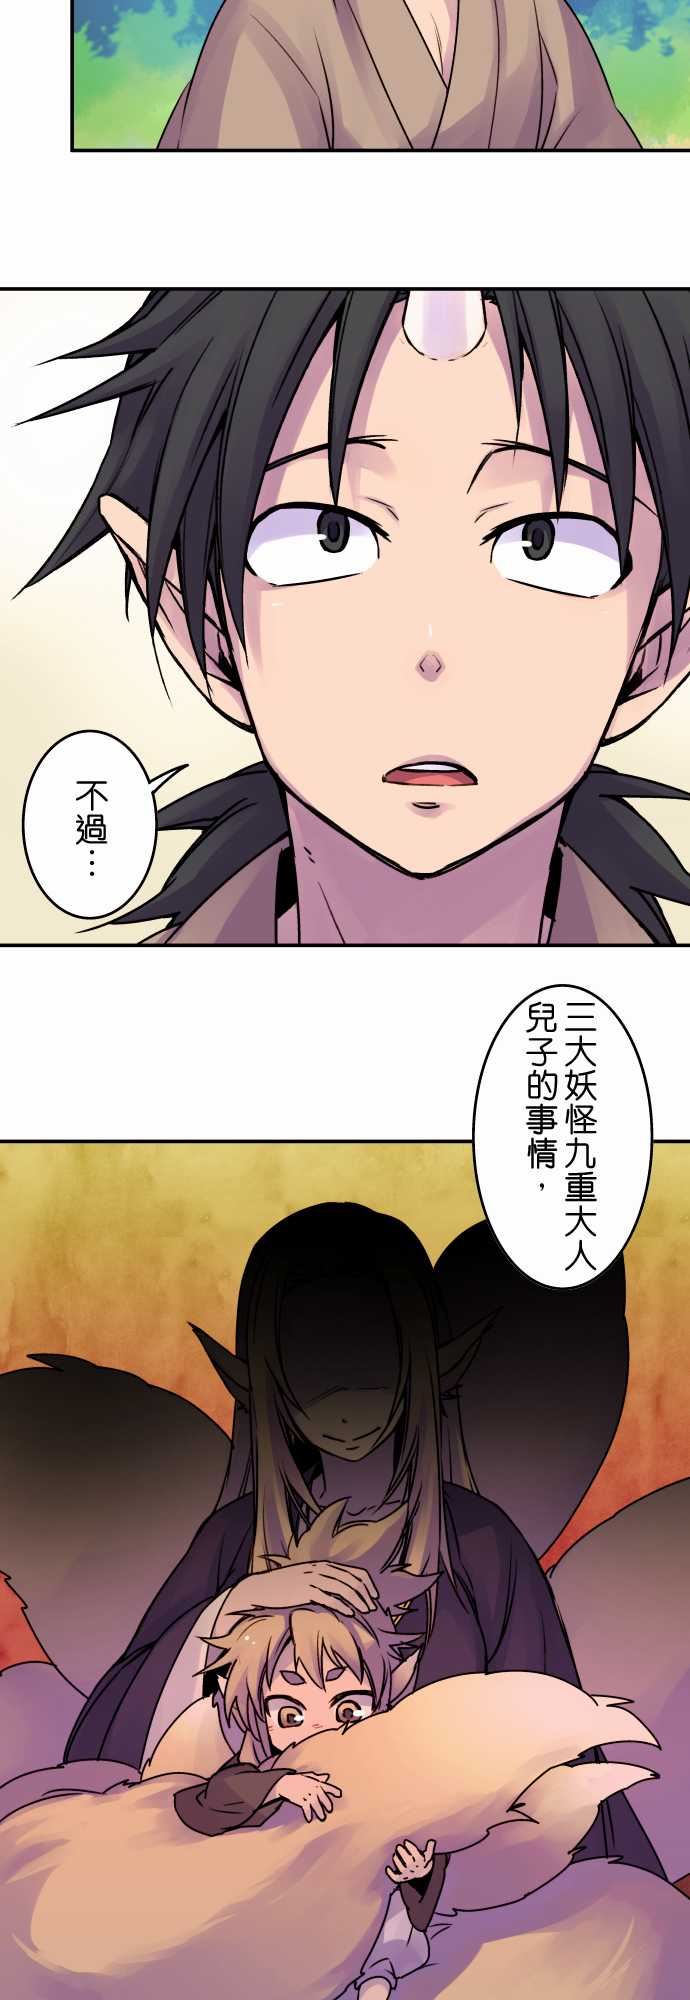 不過…
三大妖怪九重大人
兒子的事情，